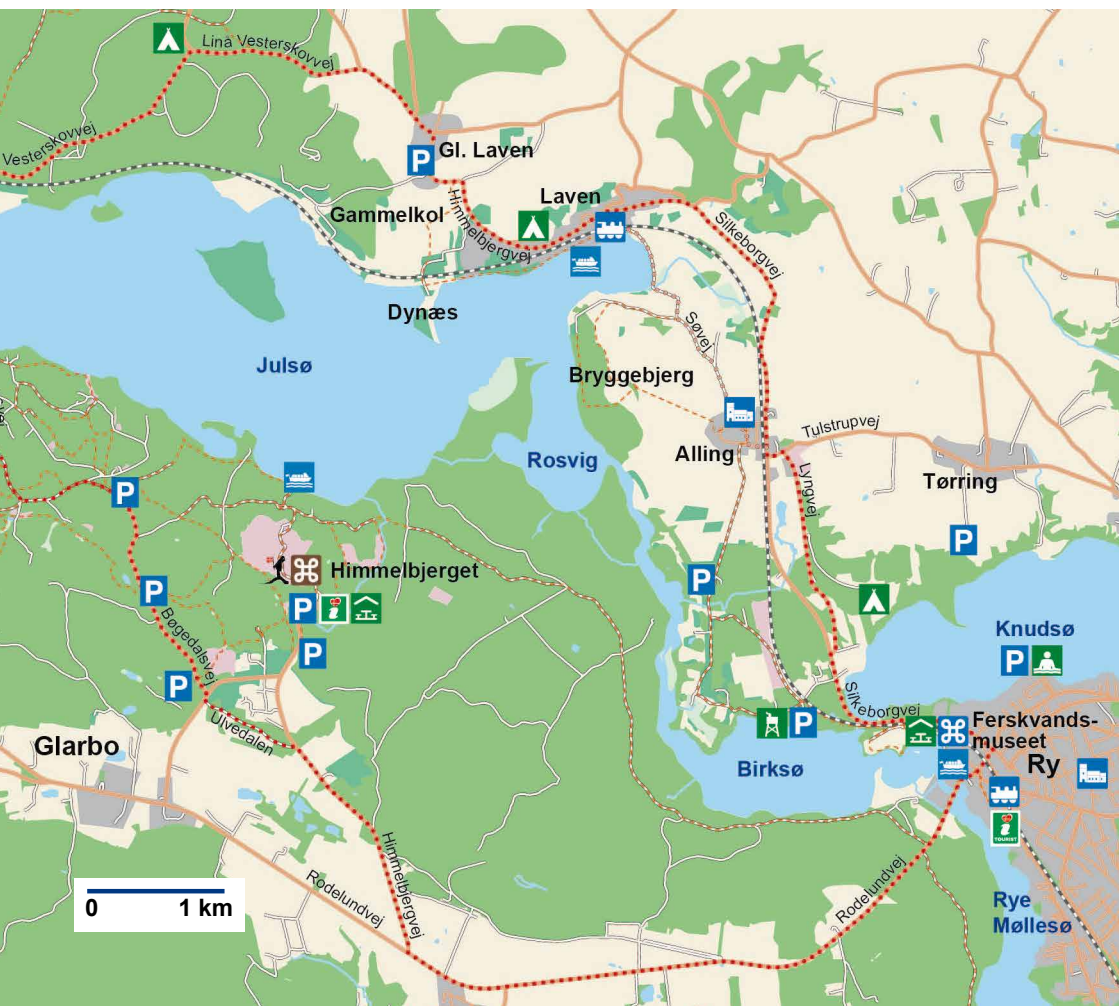 Linå Vesterskovvej
Vesterskovvej
P
Gl. Laven
Laven
Gammelkol
Himmelbjergvej
Silkeborgvej
Dynæs
Søvej
Julsø
Bryggebjerg
Tulstrupvej
Alling
Rosvig
Lyngvej
Tørring
P
P
Himmelbjerget
P
P
P
P
Bøgedalsvej
Knudsø
P
P
P
Silkeborgvej
Ulvedalen
P
Ferskvands-
museet
Glarbo
Birksø
Ry
TOURIST
Himmelbjergvej
Rodelundvej
Rodelundvej
0 1 km
Rye
Møllesø